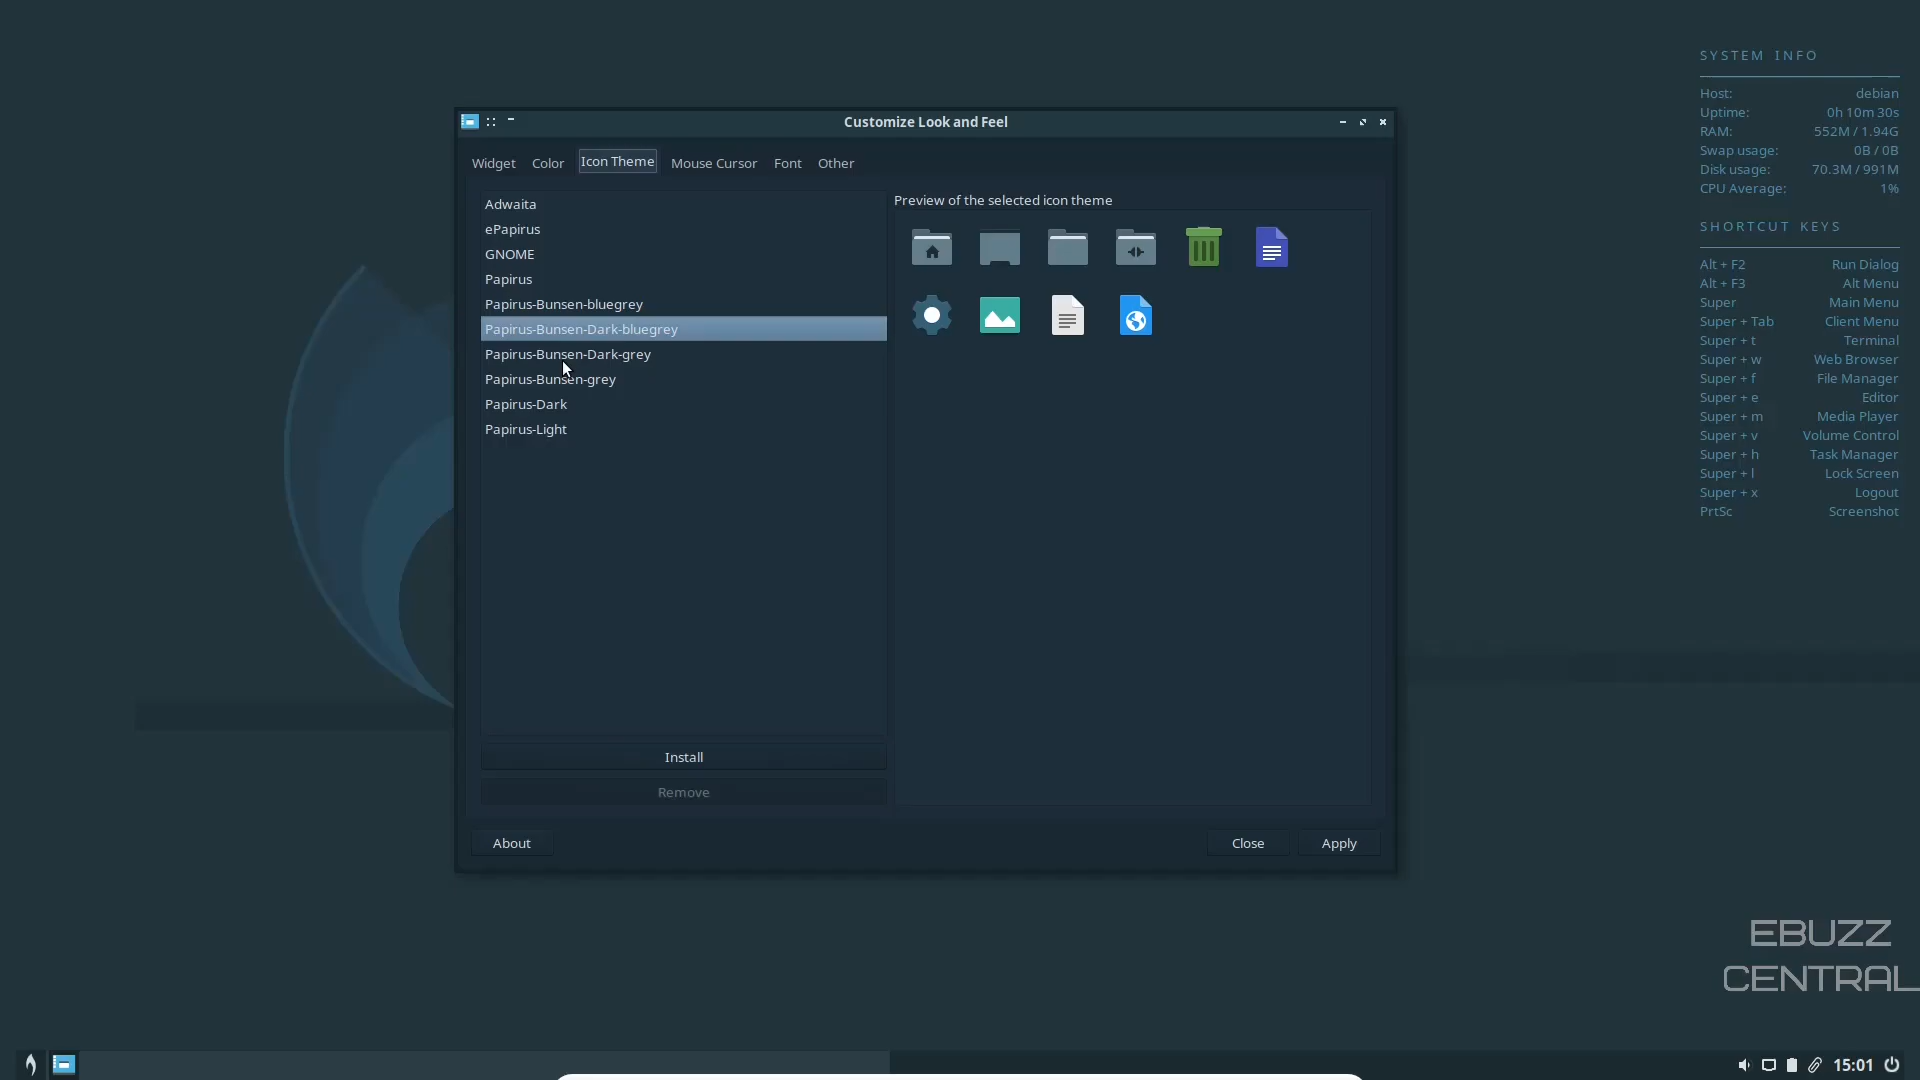 Customize Look and Feel
Widget Color Icon Theme Mouse Cursor Font Other
Adwaita
ePapirus
GNOME
Papirus
Papirus-Bunsen-bluegrey
Papirus-Bunsen-Dark-bluegrey
Papirus-Bunsen-Dark-grey
Papirus-Bunsen-grey
Papirus-Dark
Papirus-Light
Install
Remove
Preview of the selected icon theme
About
Close
Apply
SYSTEM INFO
Host: debian
Uptime: 0h 10m 30s
RAM: 552M / 1.94G
Swap usage: 0B / 0B
Disk usage: 70.3M / 991M
CPU Average: 1%
SHORTCUT KEYS
Alt + F2 Run Dialog
Alt + F3 Alt Menu
Super Main Menu
Super + Tab Client Menu
Super + t Terminal
Super + w Web Browser
Super + f File Manager
Super + e Editor
Super + m Media Player
Super + v Volume Control
Super + h Task Manager
Super + l Lock Screen
Super + x Logout
PrtSc Screenshot
EBUZZ
CENTRAL
15:01